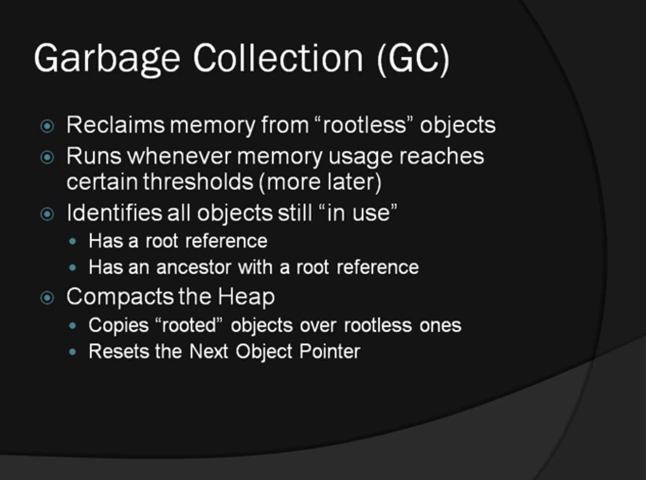 Garbage Collection (GC)
Reclaims memory from “rootless” objects
Runs whenever memory usage reaches
certain thresholds (more later)
Identifies all objects still “in use”
Has a root reference
Has an ancestor with a root reference
Compacts the Heap
Copies “rooted” objects over rootless ones
Resets the Next Object Pointer